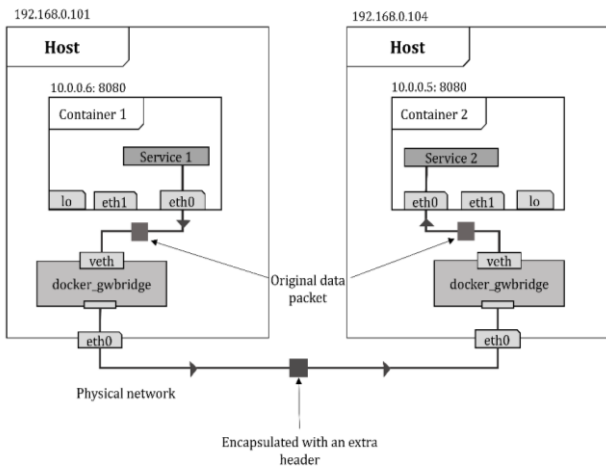 192.168.0.101
192.168.0.104
Host
Host
10.0.0.6: 8080
10.0.0.5: 8080
Container 1
Container 2
Service 1
Service 2
lo
eth1
eth0
eth0
eth1
lo
veth
veth
docker_gwbridge
Original data
packet
docker_gwbridge
eth0
eth0
Physical network
Encapsulated with an extra
header